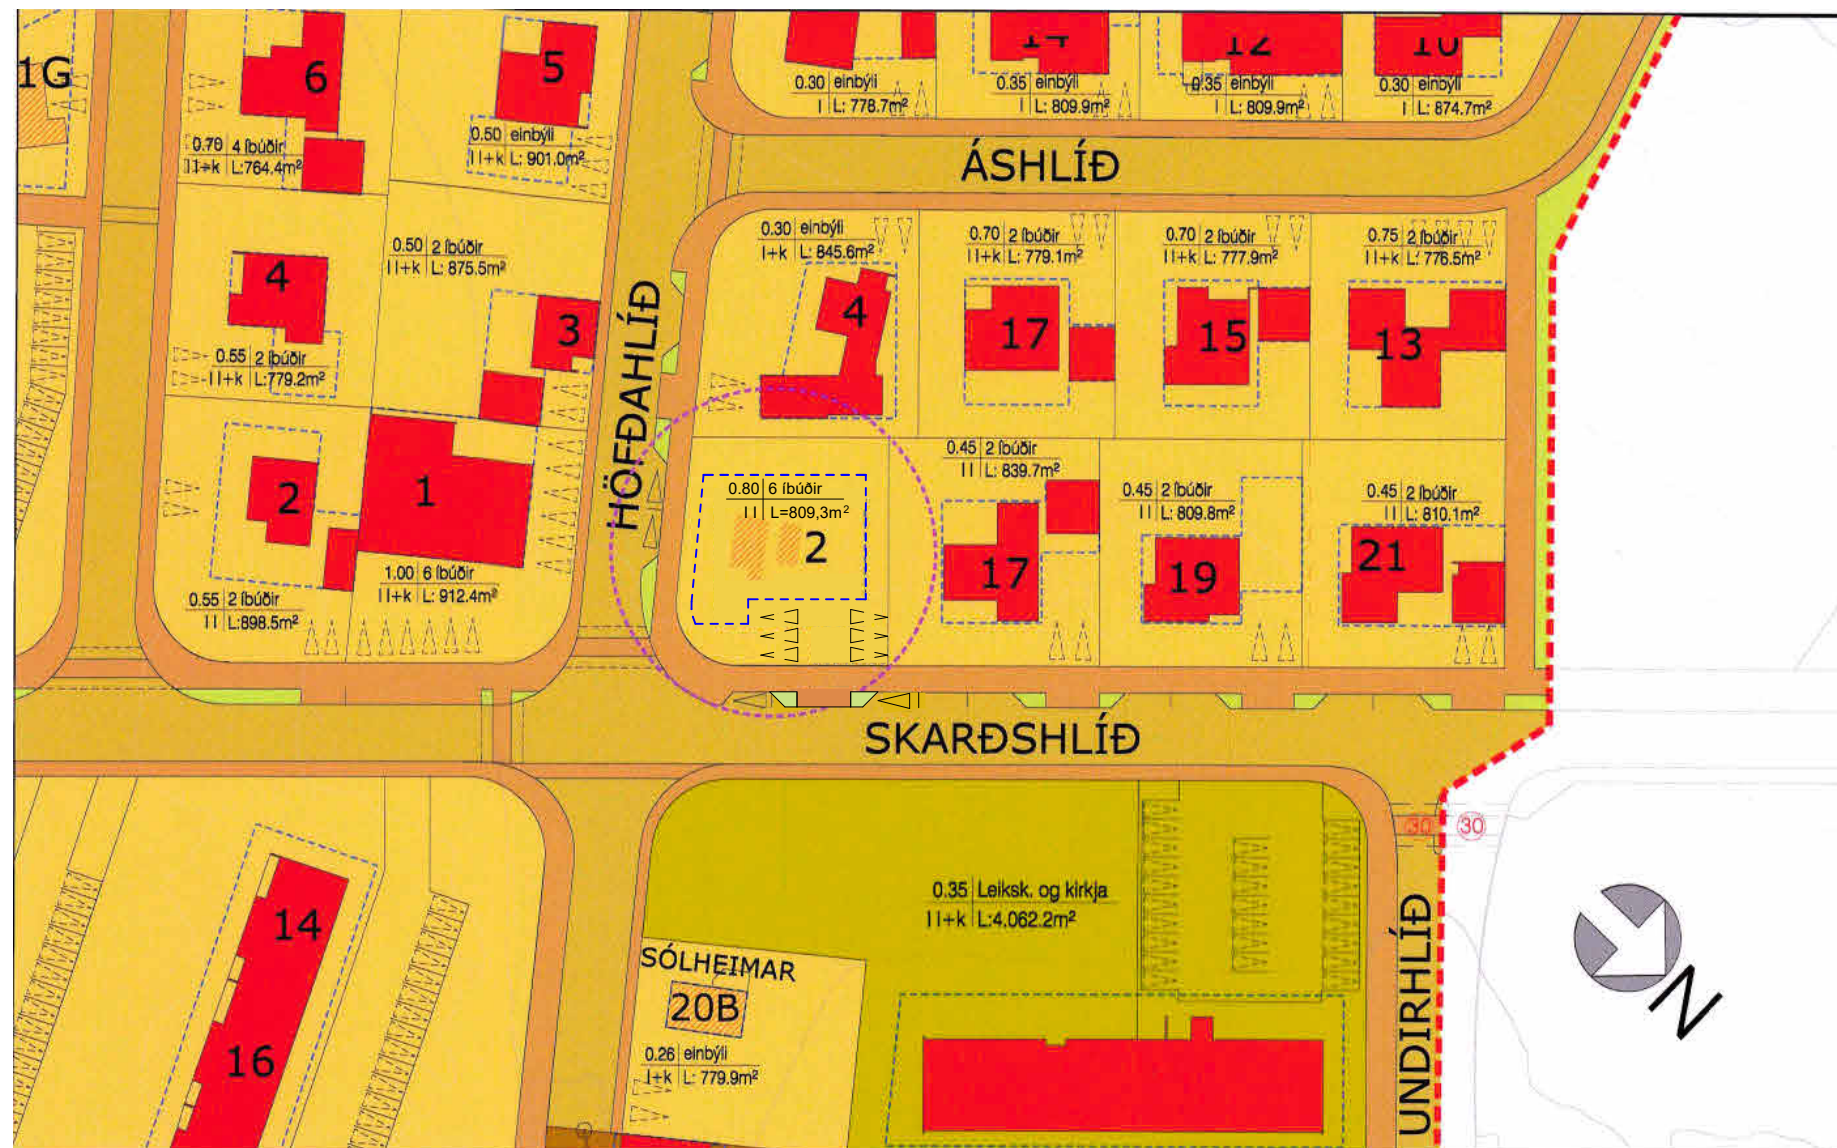 1G
6
5
14
12
10
0.30 einbýli
I L: 778.7m²
0.35 einbýli
I L: 809.9m²
0.35 einbýli
I L: 809.9m²
0.30 einbýli
I L: 874.7m²
0.70 4 íbúðir
II+k L:764.4m²
0.50 einbýli
II+k L: 901.0m²
ÁSHLÍÐ
0.50 2 íbúðir
II+k L: 875.5m²
4
3
0.55 2 íbúðir
II+k L:779.2m²
HÖFÐAHLÍÐ
0.30 einbýli
I+k L: 845.6m²
4
0.70 2 íbúðir
II+k L: 779.1m²
17
0.70 2 íbúðir
II+k L: 777.9m²
15
0.75 2 íbúðir
II+k L: 776.5m²
13
2
1
0.55 2 íbúðir
II L:898.5m²
1.00 6 íbúðir
II+k L: 912.4m²
0.80 6 íbúðir
II L=809,3m²
2
0.45 2 íbúðir
II L: 839.7m²
17
0.45 2 íbúðir
II L: 809.8m²
19
0.45 2 íbúðir
II L: 810.1m²
21
SKARÐSHLÍÐ
30 30
14
16
0.35 Leiksk. og kirkja
II+k L:4.062.2m²
SÓLHEIMAR
20B
0.26 einbýli
I+k L: 779.9m²
UNDIRHLÍÐ
N